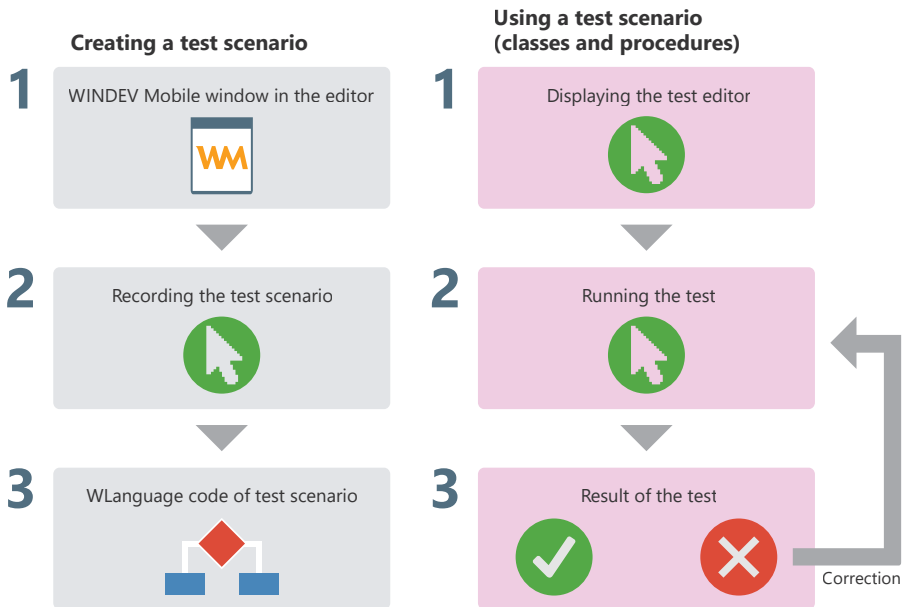 Creating a test scenario
1
WINDEV Mobile window in the editor
WM
2
Recording the test scenario
3
WLanguage code of test scenario
Using a test scenario
(classes and procedures)
1
Displaying the test editor
2
Running the test
3
Result of the test
Correction